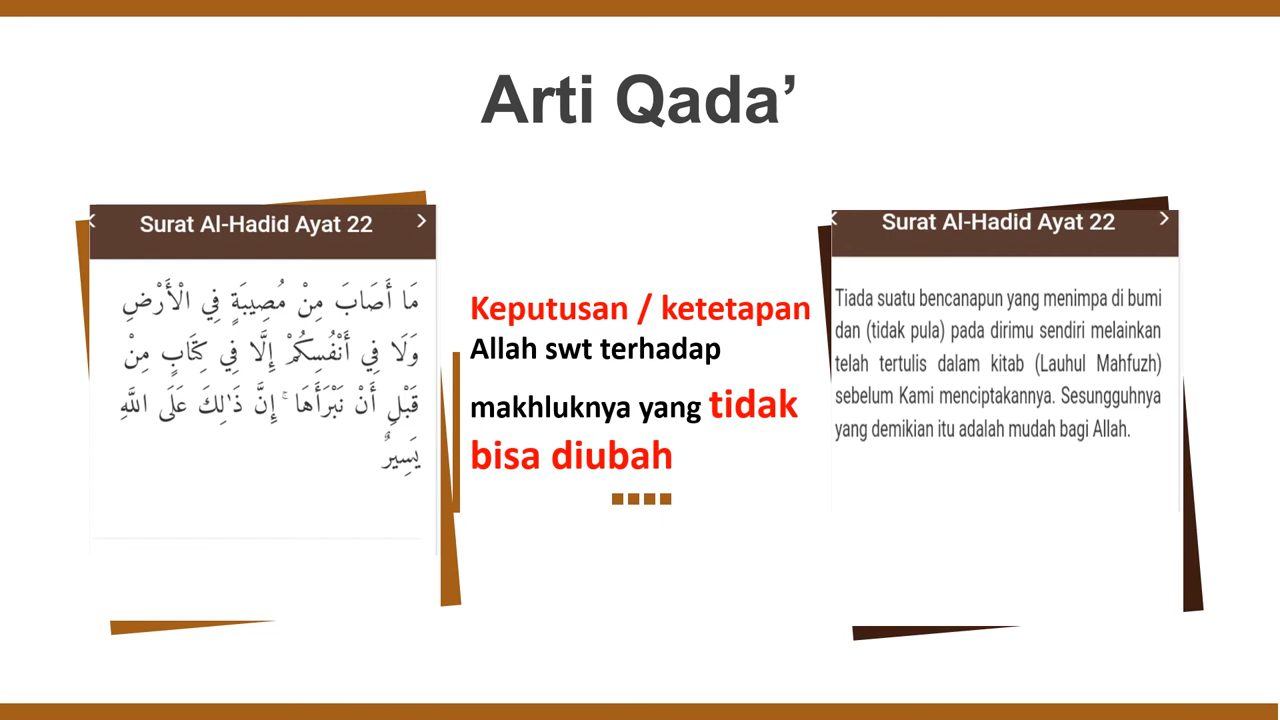 Arti Qada’
Surat Al-Hadid Ayat 22
مَا أَصَابَ مِنْ مُصِيبَةٍ فِي الْأَرْضِ
وَلَا فِي أَنْفُسِكُمْ إِلَّا فِي كِتَابٍ مِنْ
قَبْلِ أَنْ نَبْرَأَهَا ۚ إِنَّ ذَٰلِكَ عَلَى اللَّهِ
يَسِيرٌ
Keputusan / ketetapan
Allah swt terhadap
makhluknya yang tidak
bisa diubah
Surat Al-Hadid Ayat 22
Tiada suatu bencanapun yang menimpa di bumi
dan (tidak pula) pada dirimu sendiri melainkan
telah tertulis dalam kitab (Lauhul Mahfuzh)
sebelum Kami menciptakannya. Sesungguhnya
yang demikian itu adalah mudah bagi Allah.